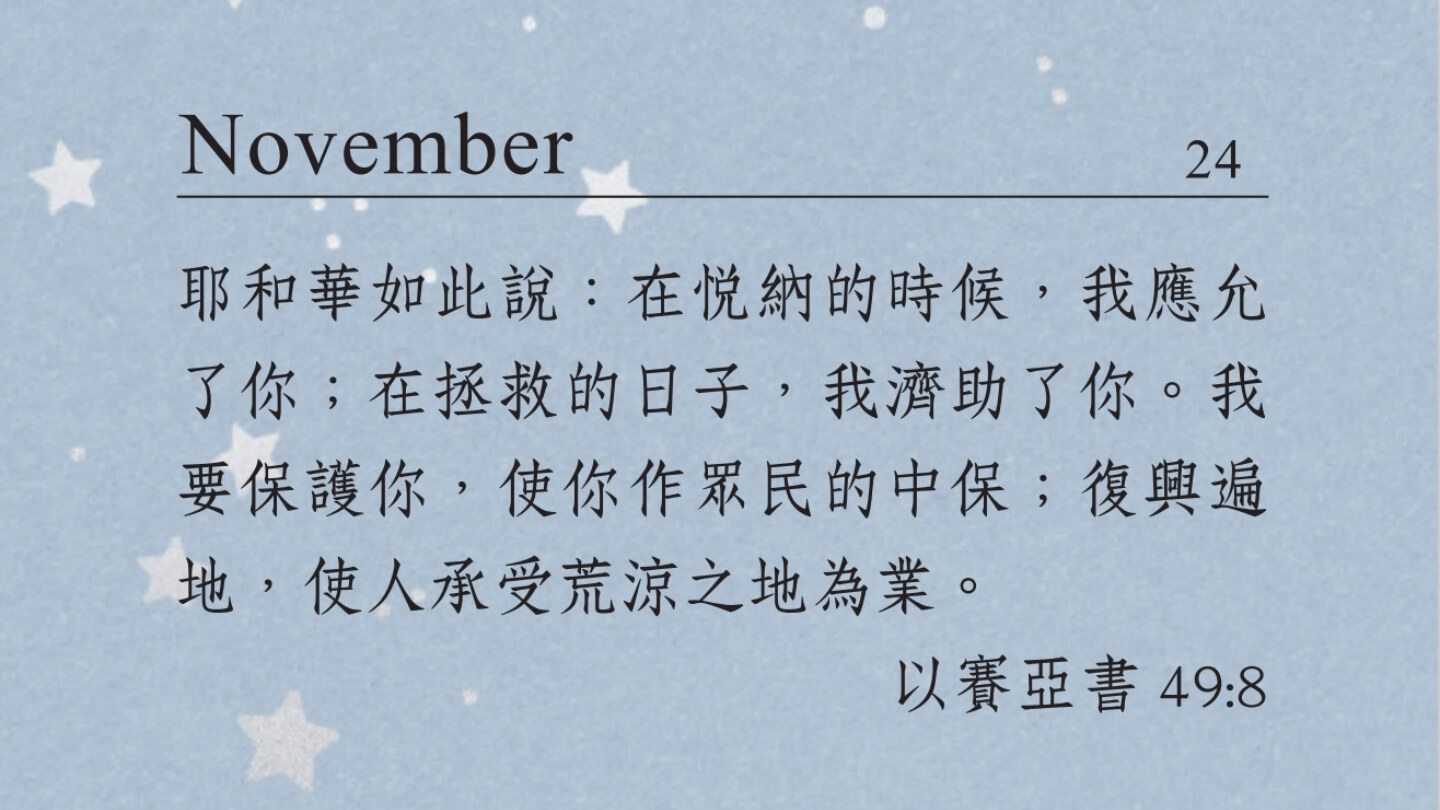 November
24
耶和華如此說：在悦納的時候，我應允
了你；在拯救的日子，我濟助了你。我
要保護你，使你作眾民的中保；復興遍
地，使人承受荒涼之地為業。
以賽亞書 49:8